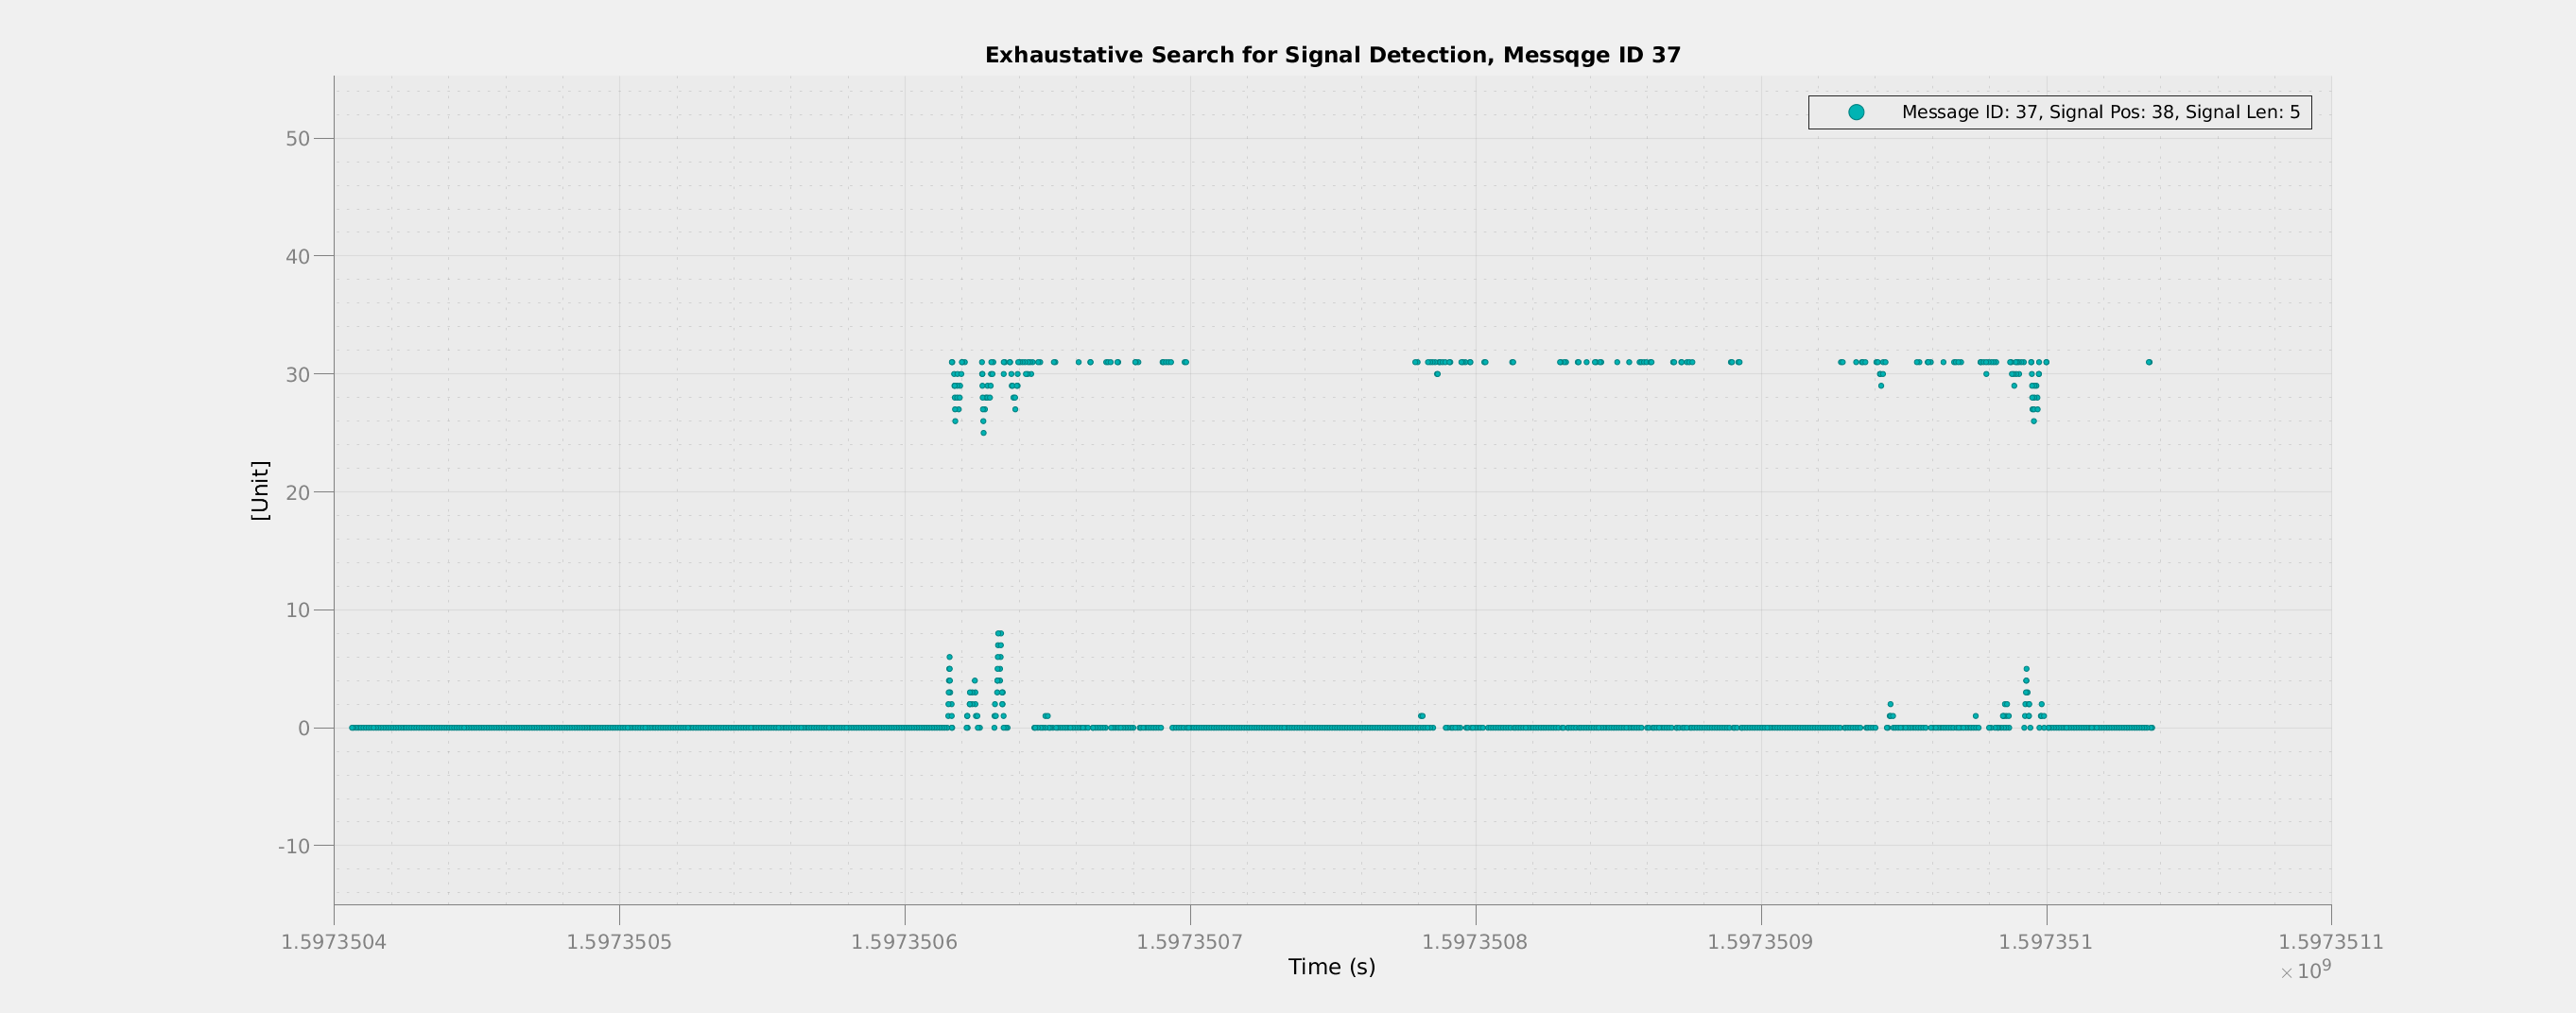 Exhaustative Search for Signal Detection, Messqge ID 37
Message ID: 37, Signal Pos: 38, Signal Len: 5
50
40
30
20
10
0
-10
[Unit]
1.5973504 1.5973505 1.5973506 1.5973507 1.5973508 1.5973509 1.597351 1.5973511
Time (s)
×10⁹